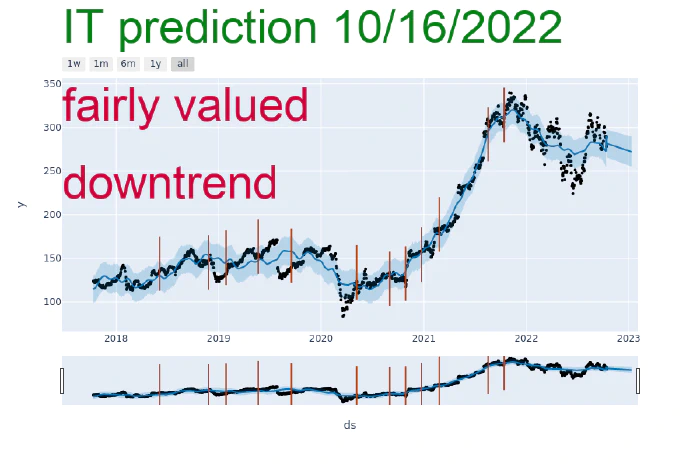 IT prediction 10/16/2022
1w 1m 6m 1y all
350
fairly valued
300
250
downtrend
y
200
150
100
2018 2019 2020 2021 2022 2023
ds